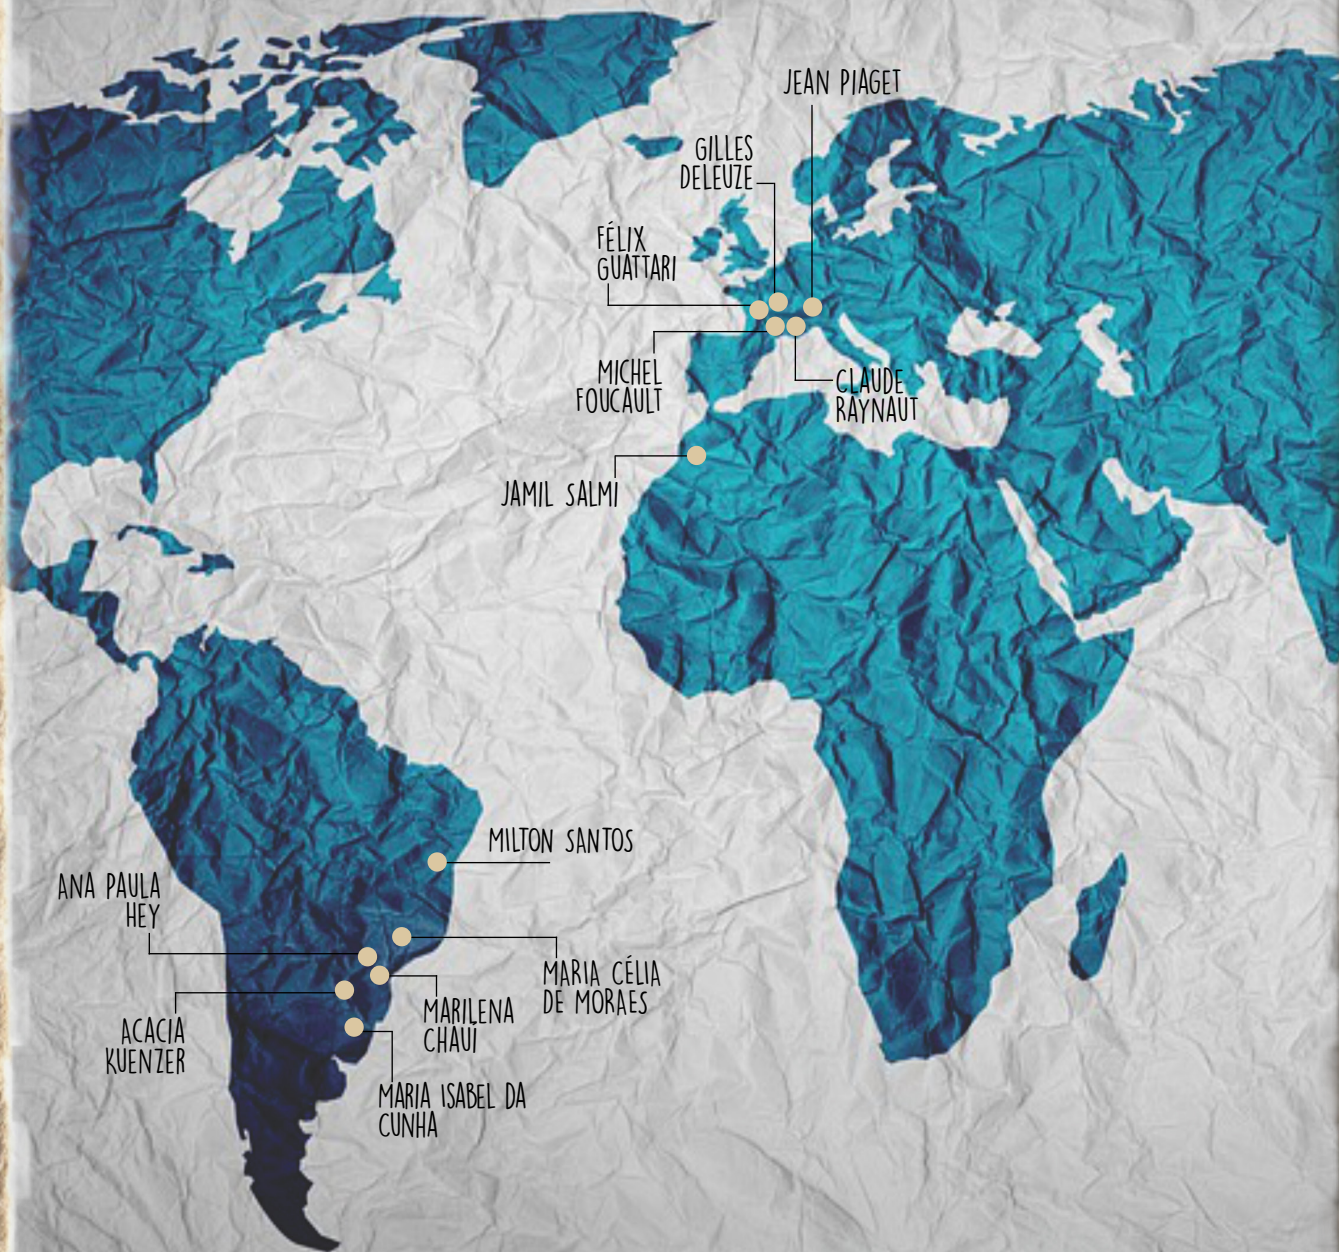 JEAN PIAGET
GILLES
DELEUZE
FÉLIX
GUATTARI
MICHEL
FOUCAULT
CLAUDE
RAYNAUT
JAMIL SALMI
MILTON SANTOS
ANA PAULA
HEY
MARIA CÉLIA
DE MORAES
MARILENA
CHAUÍ
ACACIA
KUENZER
MARIA ISABEL DA
CUNHA